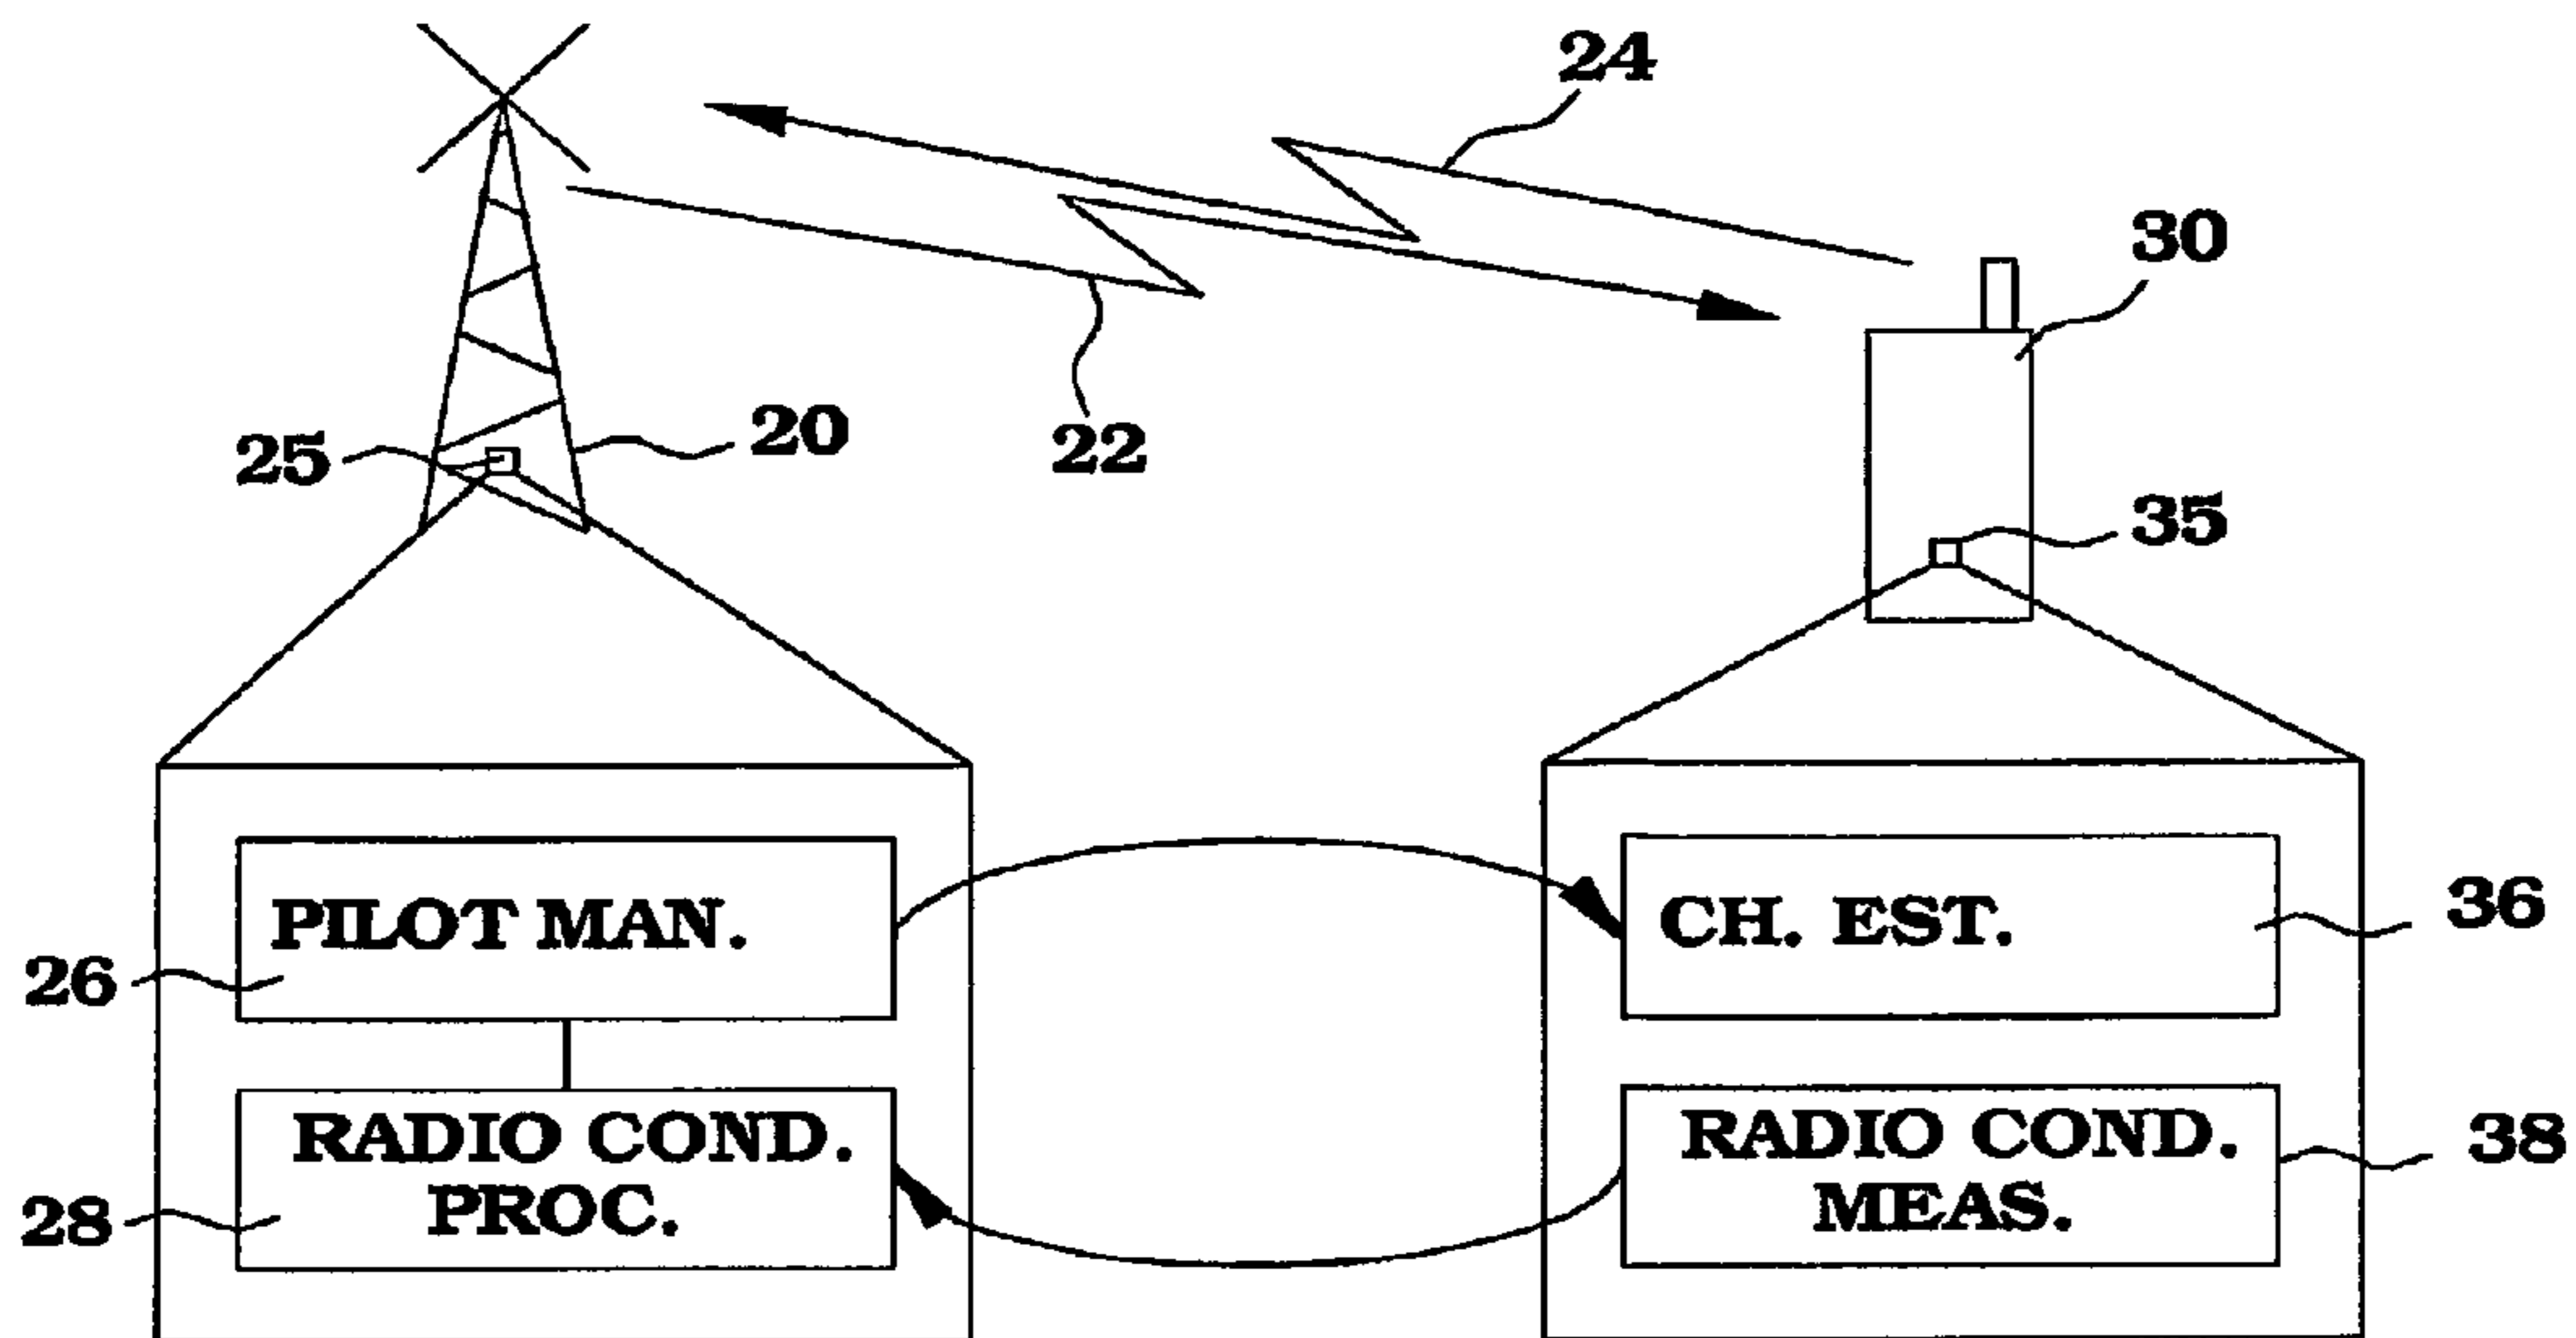 24
30
20
25
22
35
PILOT MAN.
CH. EST.
36
26
RADIO COND.
PROC.
RADIO COND.
MEAS.
38
28